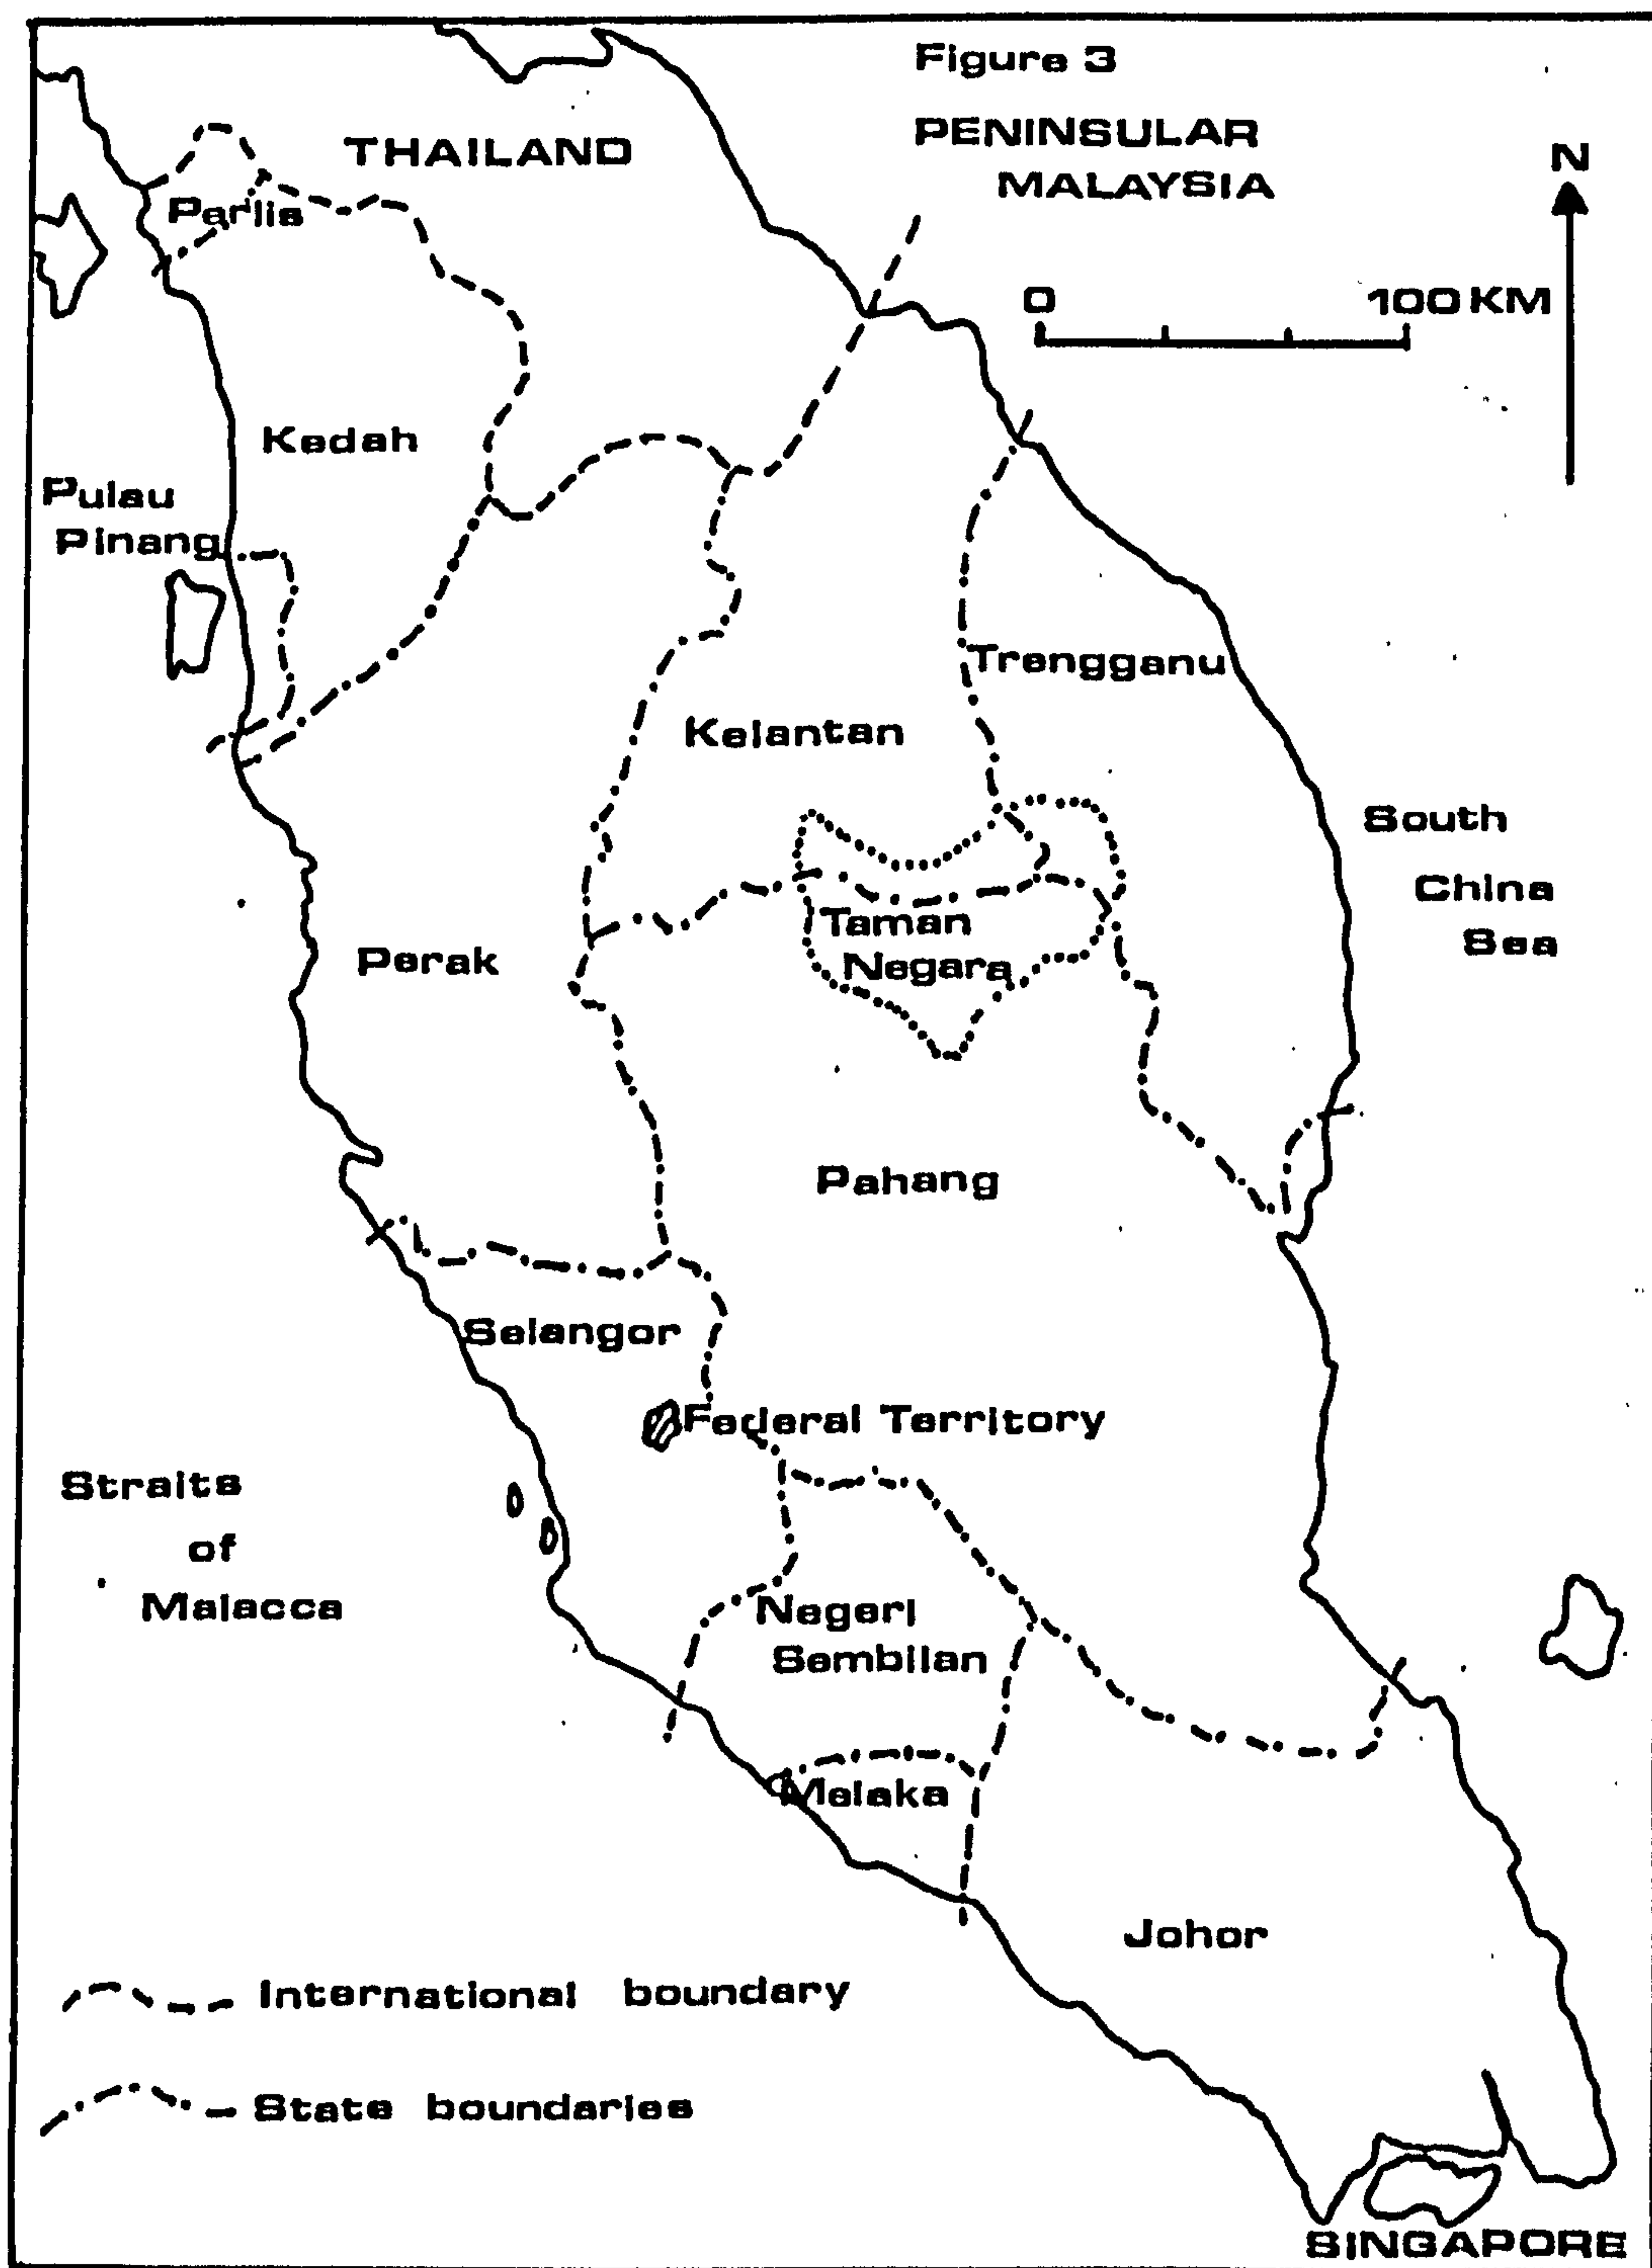 Figure 3
PENINSULAR
MALAYSIA
N
THAILAND
Perlis
0 100 KM
Kedah
Pulau
Pinang
Trengganu
Kelantan
South
China
Sea
Taman
Negara
Perak
Pahang
Selangor
Federal Territory
Straits
of
Malacca
Negeri
Sembilan
Melaka
Johor
International boundary
State boundaries
SINGAPORE